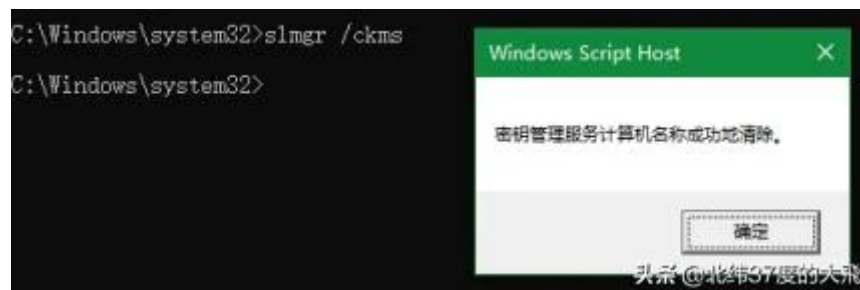 C:\Windows\system32>slmgr /ckms
C:\Windows\system32>
Windows Script Host
密钥管理服务计算机名称成功地清除。
确定
头条 @北纬37度的大飛